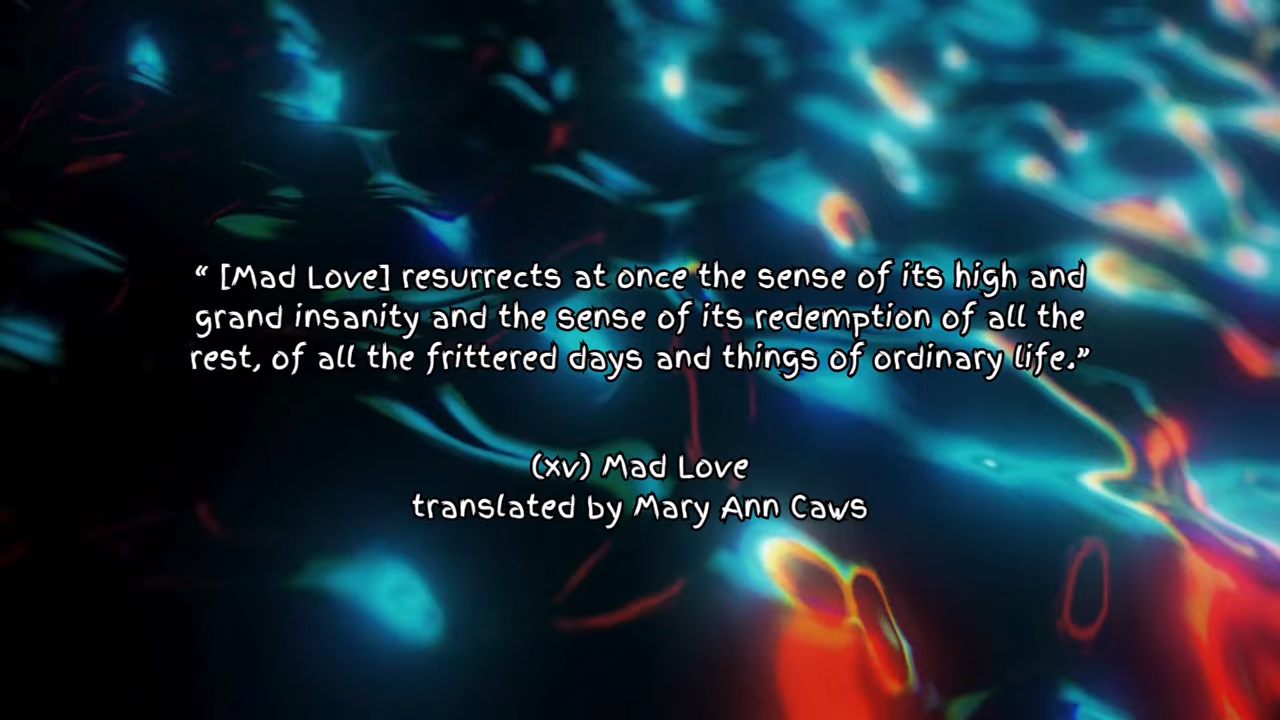 “ [Mad Love] resurrects at once the sense of its high and
grand insanity and the sense of its redemption of all the
rest, of all the frittered days and things of ordinary life.”
(xv) Mad Love
translated by Mary Ann Caws